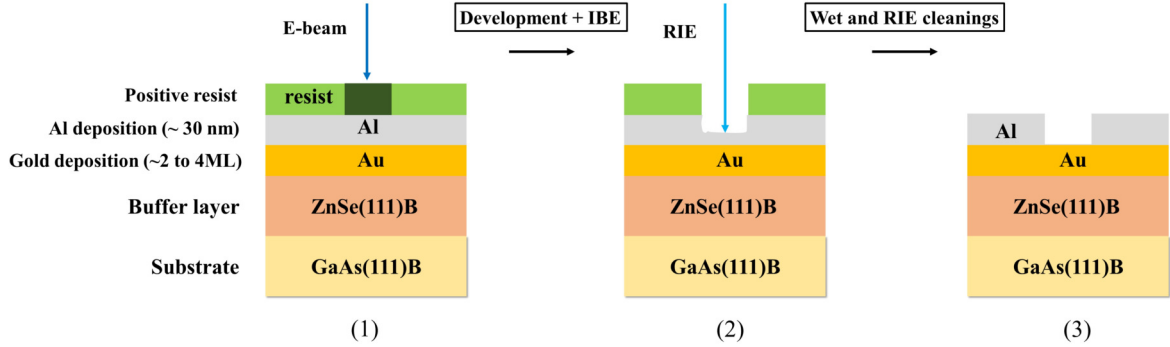 E-beam
Development + IBE
RIE
Wet and RIE cleanings
Positive resist
resist
Al deposition (~ 30 nm)
Al
Al
Gold deposition (~2 to 4ML)
Au
Au
Au
Buffer layer
ZnSe(111)B
ZnSe(111)B
ZnSe(111)B
Substrate
GaAs(111)B
GaAs(111)B
GaAs(111)B
(1)
(2)
(3)